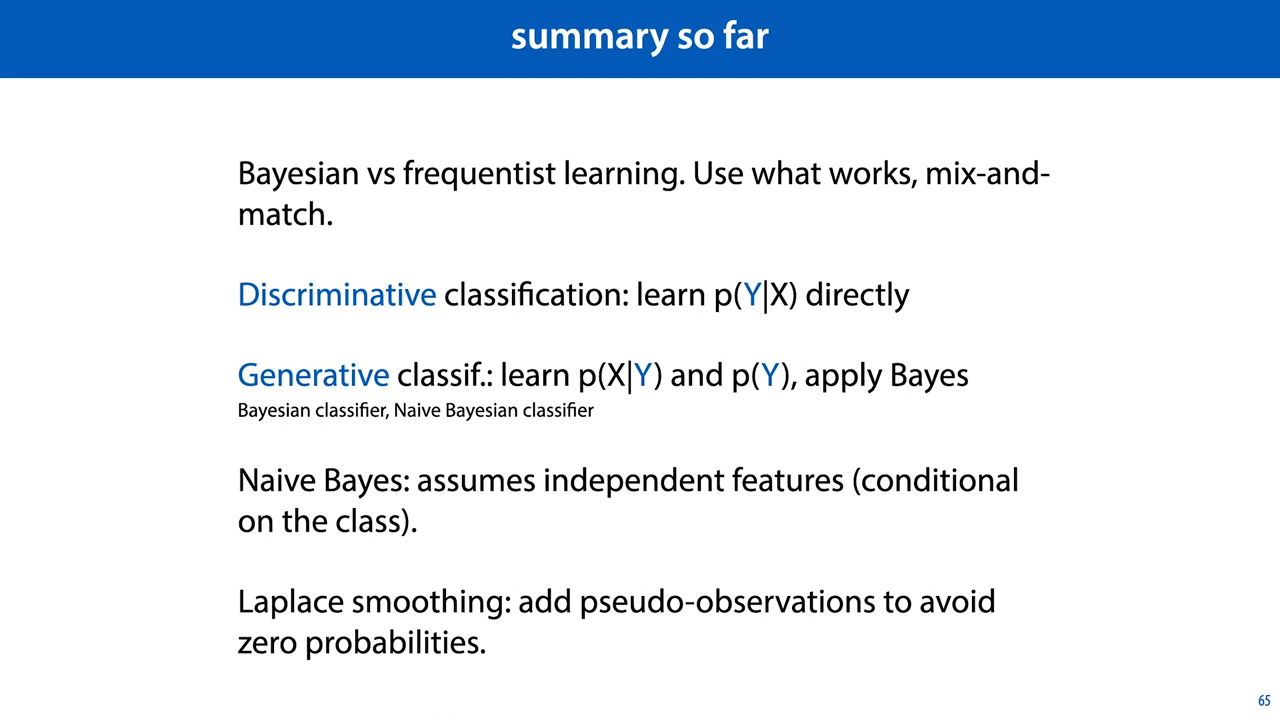 summary so far
Bayesian vs frequentist learning. Use what works, mix-and-
match.
Discriminative classification: learn p(Y|X) directly
Generative classif.: learn p(X|Y) and p(Y), apply Bayes
Bayesian classifier, Naive Bayesian classifier
Naive Bayes: assumes independent features (conditional
on the class).
Laplace smoothing: add pseudo-observations to avoid
zero probabilities.
65